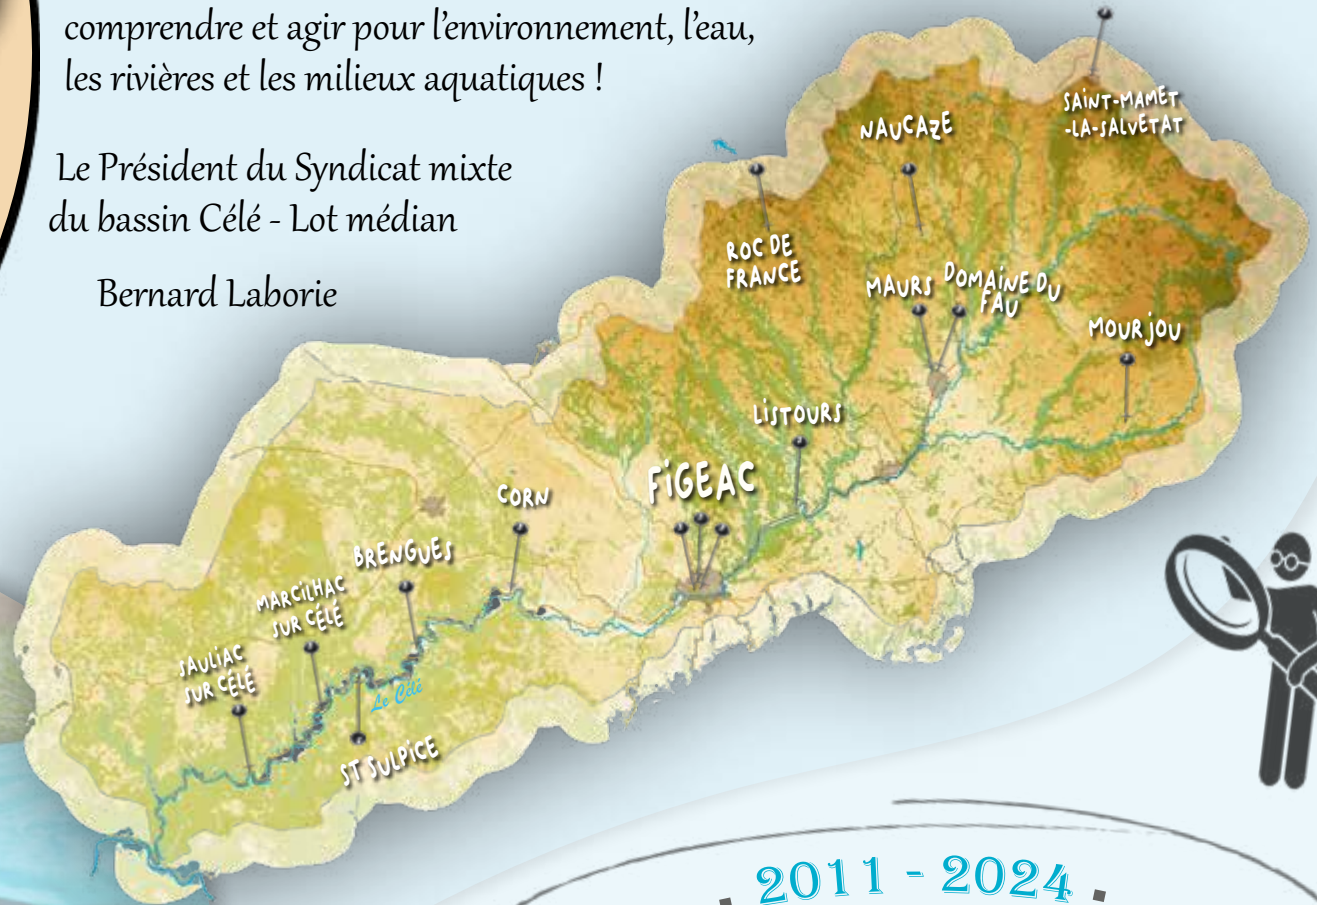 comprendre et agir pour l'environnement, l'eau,
les rivières et les milieux aquatiques !
Le Président du Syndicat mixte
du bassin Célé - Lot médian
Bernard Laborie
SAINT-MAMET
-LA-SALVETAT
NAUCAZE
ROC DE
FRANCE
MAURS
DOMAINE DU
FAU
MOURJOU
LISTOURS
FIGEAC
CORN
BRENGUES
MARCILHAC
SUR CÉLÉ
SAULIAC
SUR CÉLÉ
Le Célé
ST SULPICE
. 2011 - 2024 .